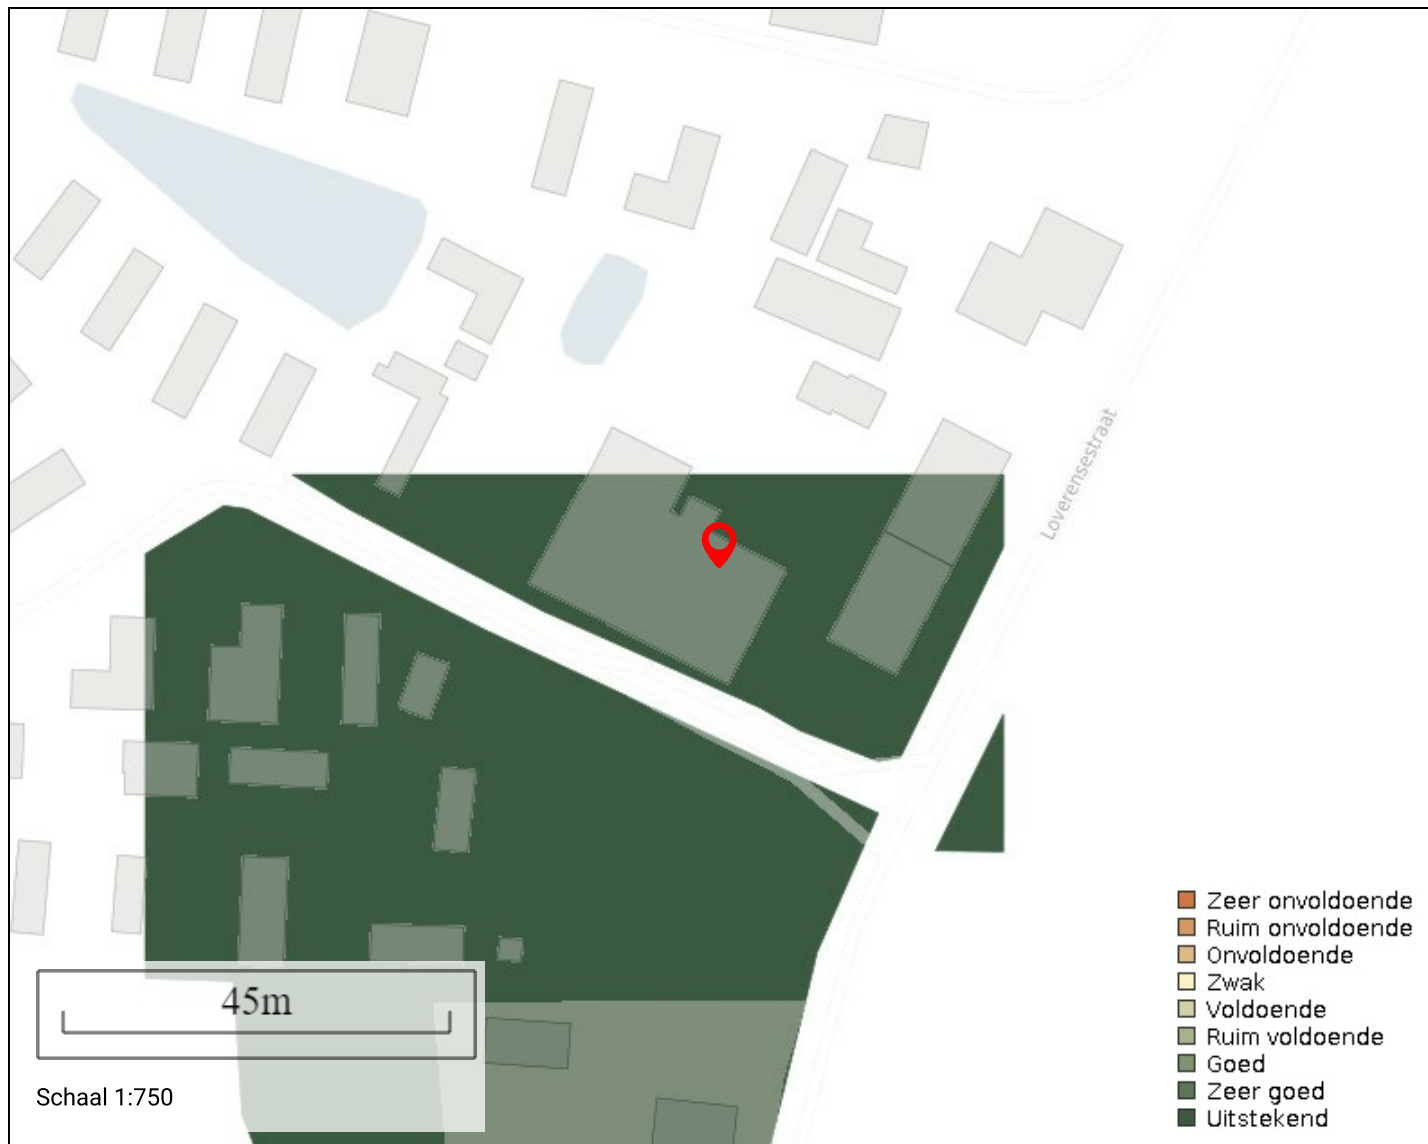 Loverensestraat
Zeer onvoldoende
Ruim onvoldoende
Onvoldoende
Zwak
Voldoende
Ruim voldoende
Goed
Zeer goed
Uitstekend
45m
Schaal 1:750